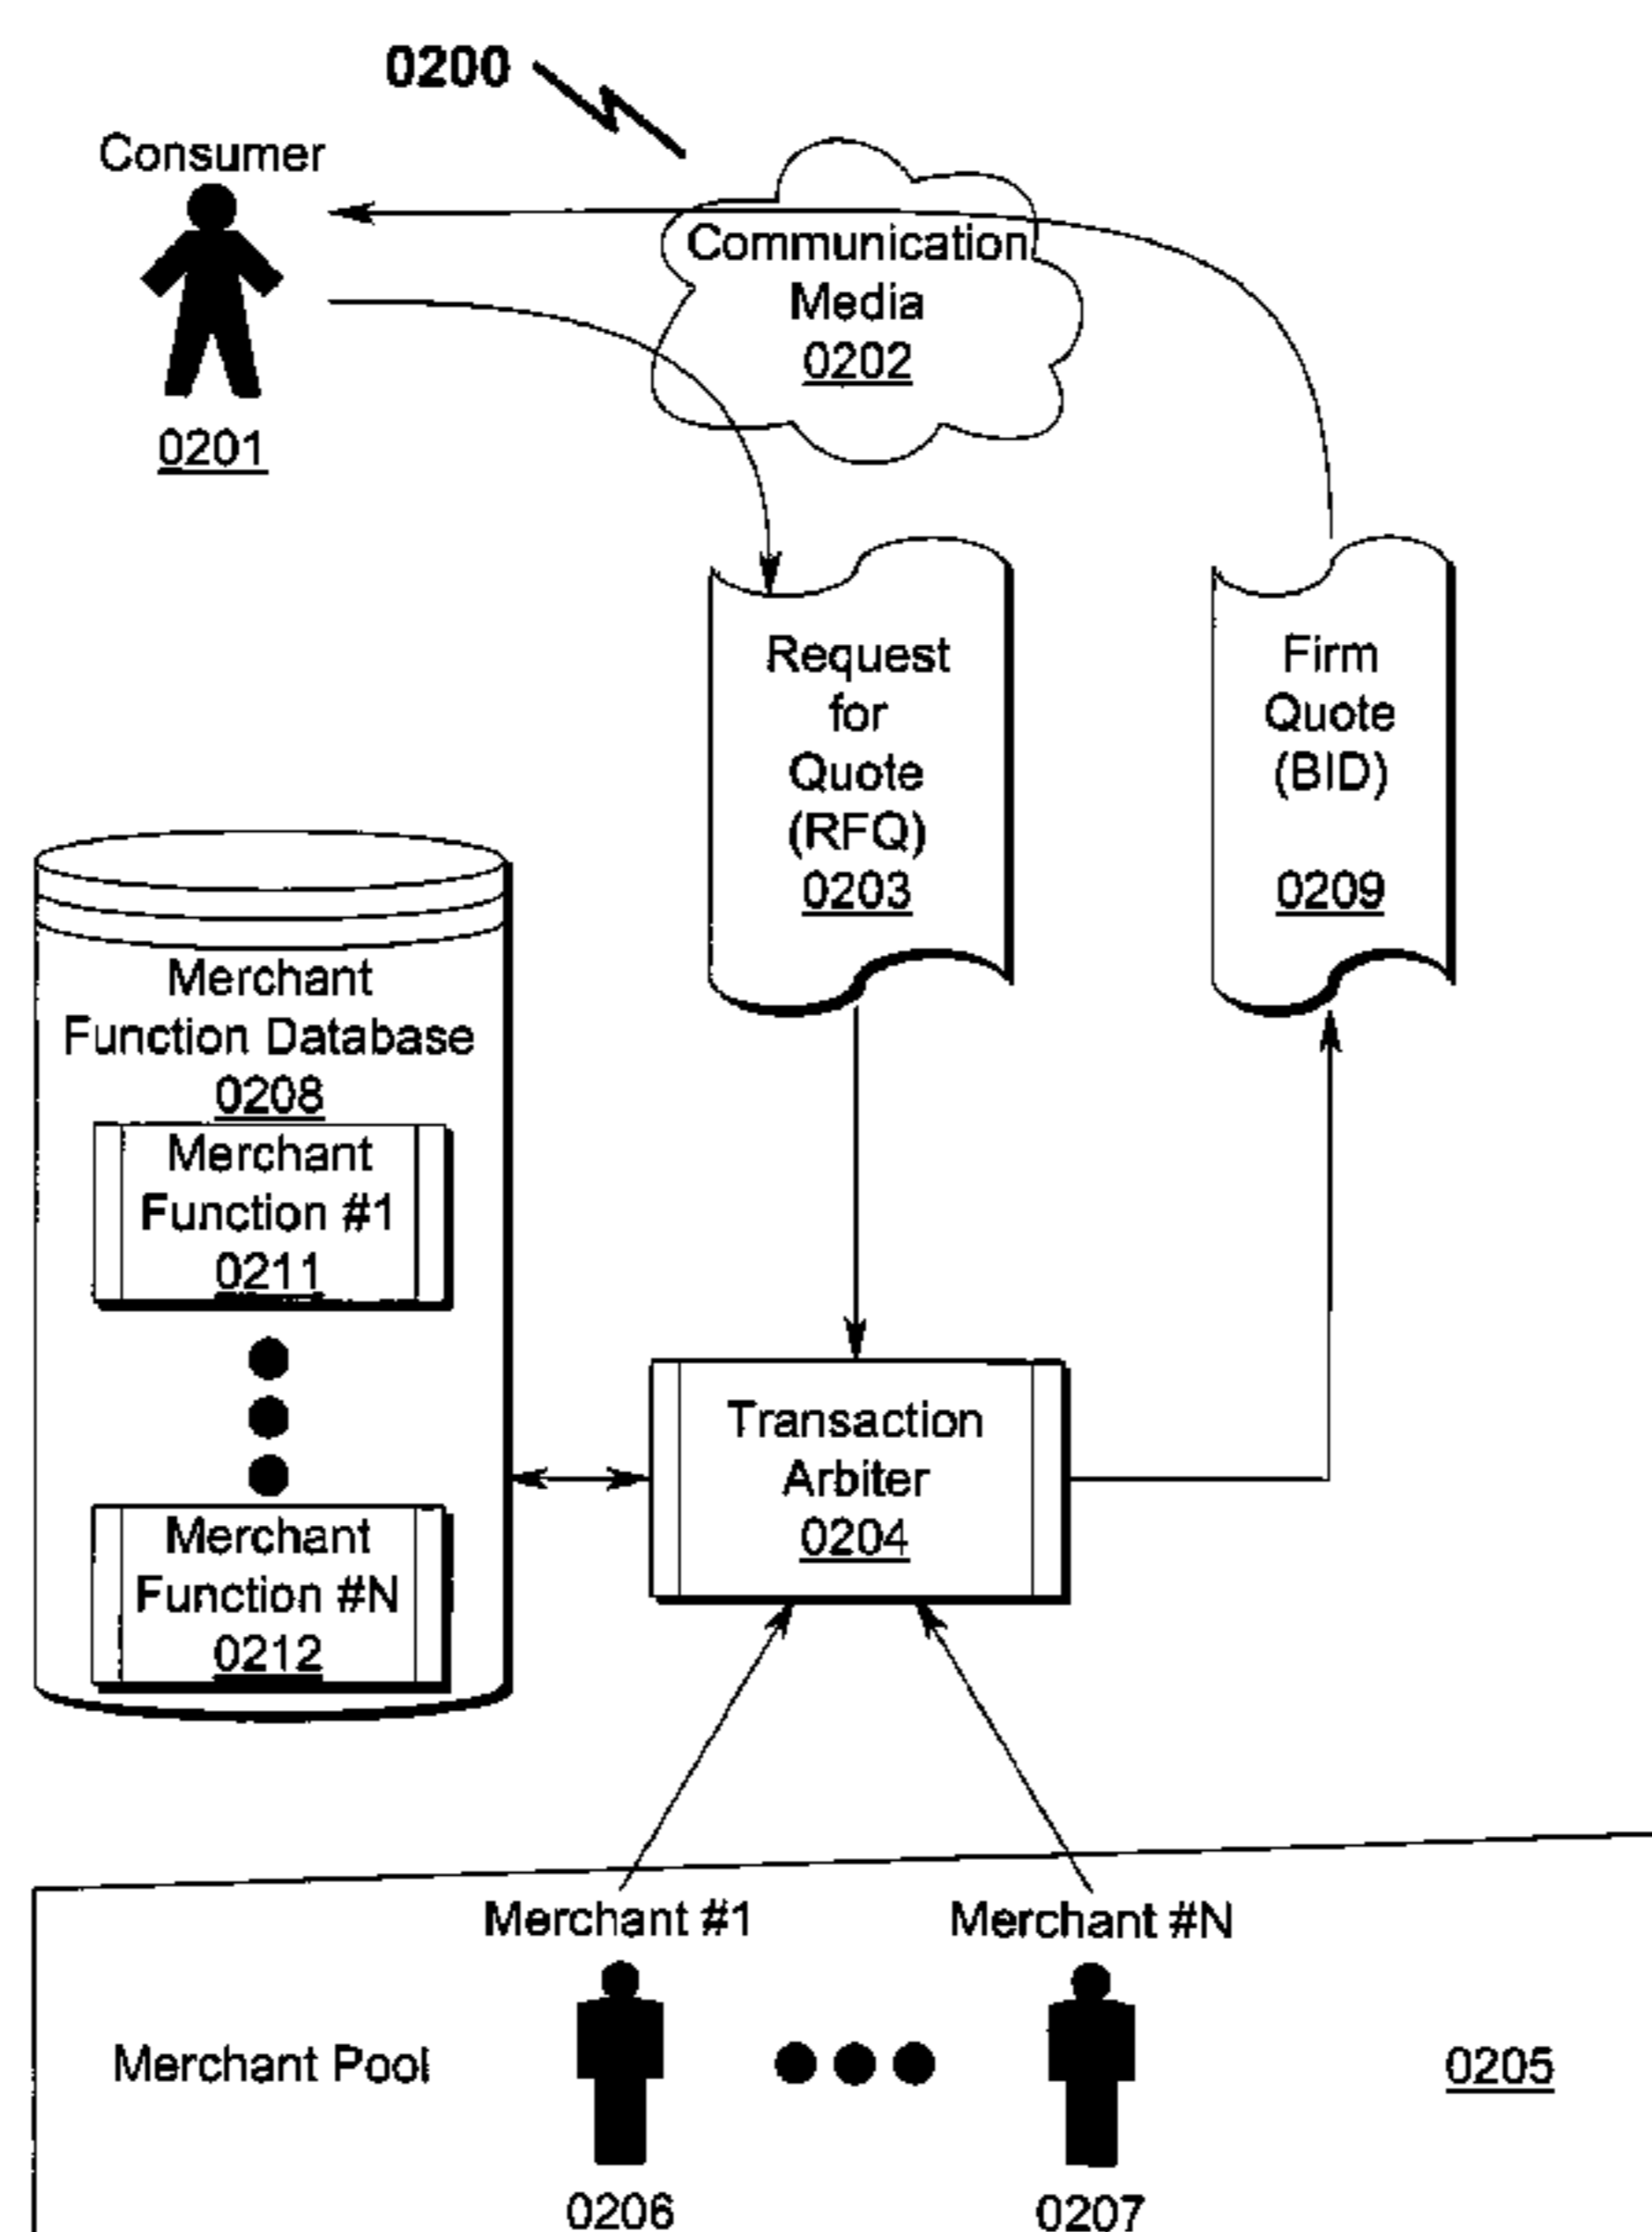 0200
Consumer
0201
Communication
Media
0202
Request
for
Quote
(RFQ)
0203
Firm
Quote
(BID)
0209
Merchant
Function Database
0208
Merchant
Function #1
0211
Merchant
Function #N
0212
Transaction
Arbiter
0204
Merchant #1
Merchant #N
Merchant Pool
0205
0206
0207